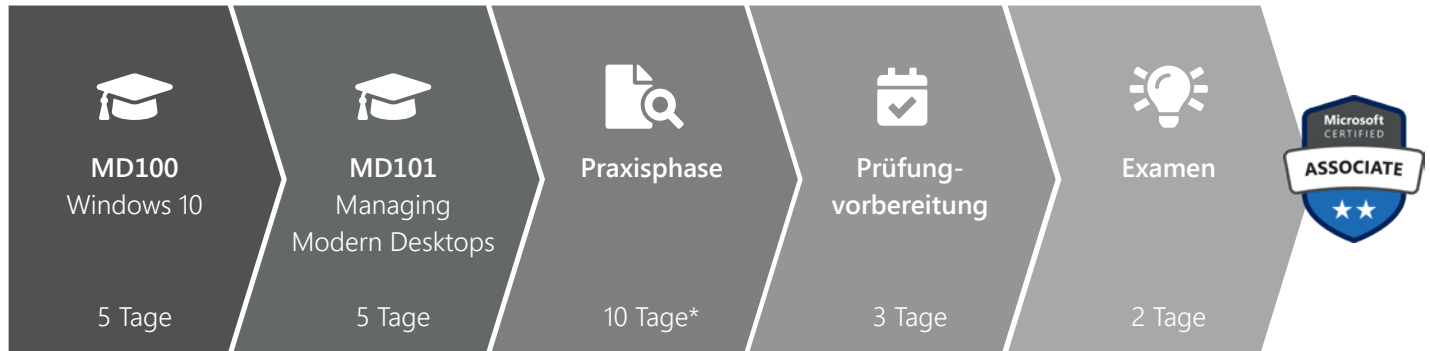 MD100
Windows 10
5 Tage
MD101
Managing
Modern Desktops
5 Tage
Praxisphase
10 Tage*
Prüfung-
vorbereitung
3 Tage
Examen
2 Tage
Microsoft
CERTIFIED
ASSOCIATE